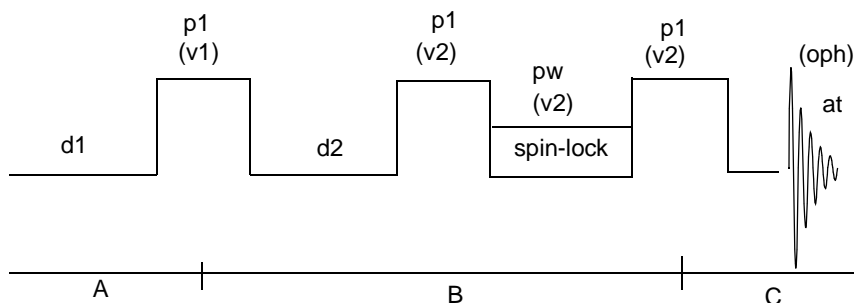 p1
(v1)
p1
(v2)
p1
(v2)
(oph)
pw
(v2)
at
d1
d2
spin-lock
A
B
C